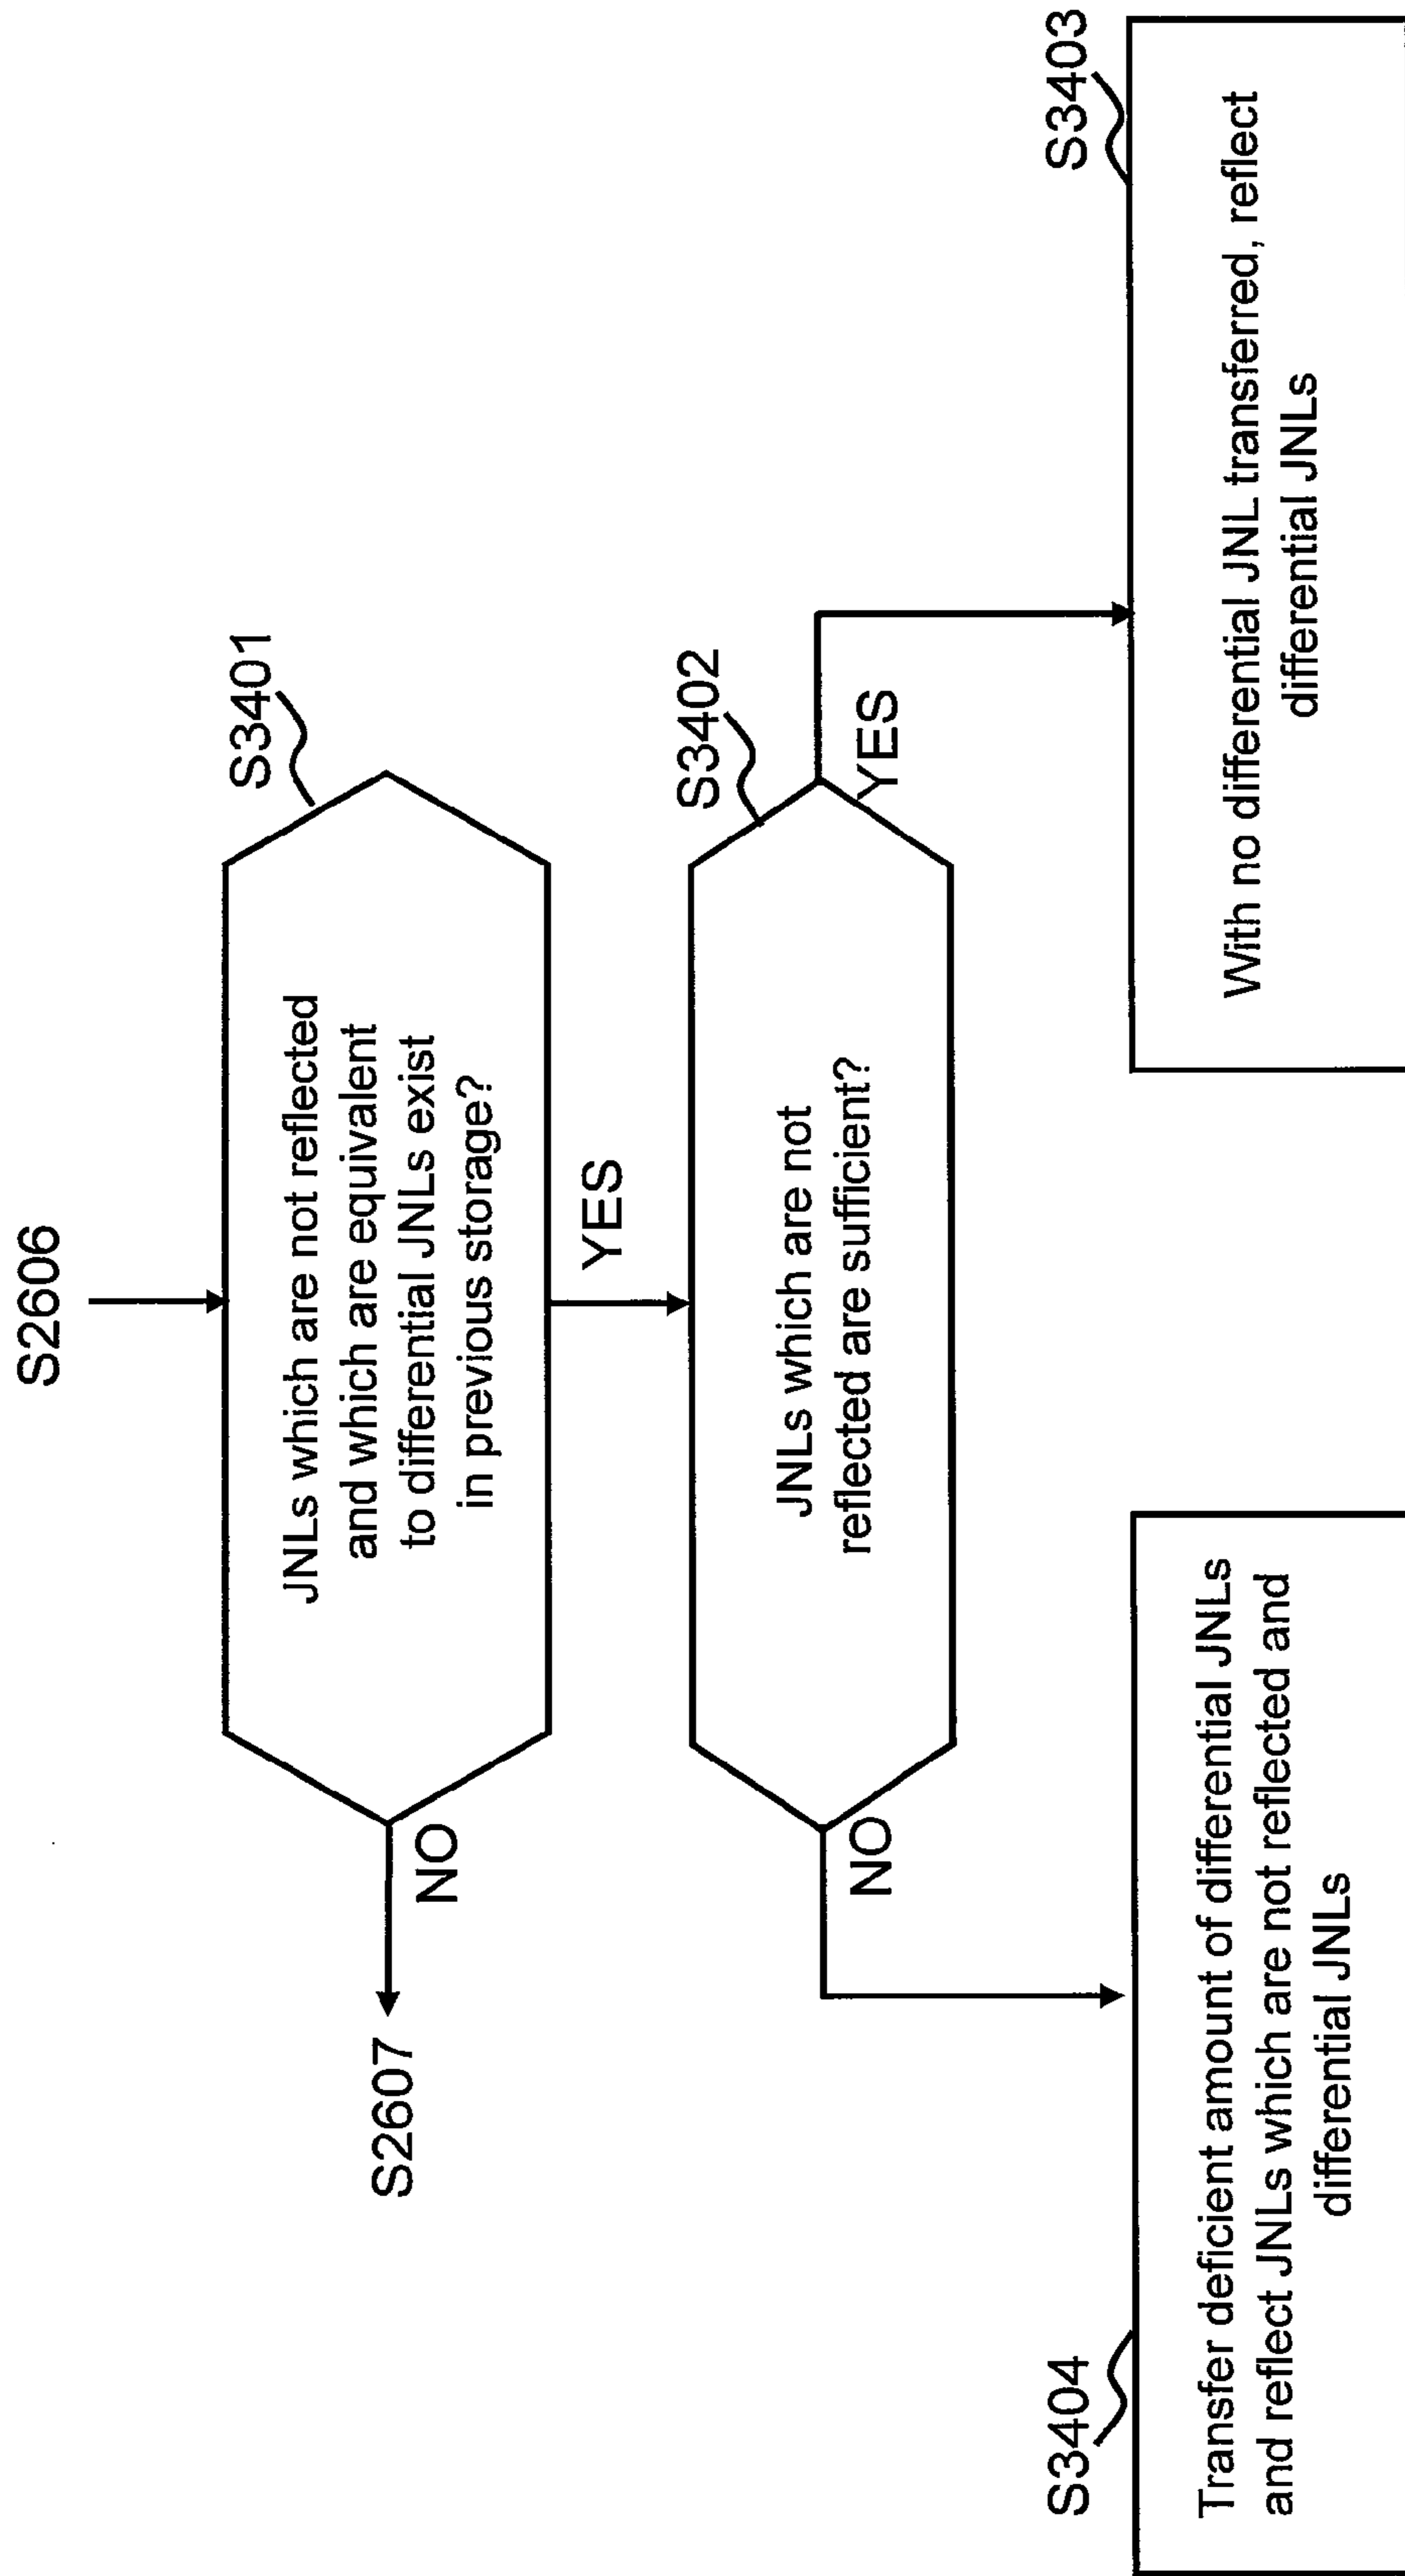 S2606
S3401
JNLs which are not reflected
and which are equivalent
to differential JNLs exist
in previous storage?
NO
S2607
YES
S3402
JNLs which are not
reflected are sufficient?
NO
YES
S3404
Transfer deficient amount of differential JNLs
and reflect JNLs which are not reflected and
differential JNLs
S3403
With no differential JNL transferred, reflect
differential JNLs